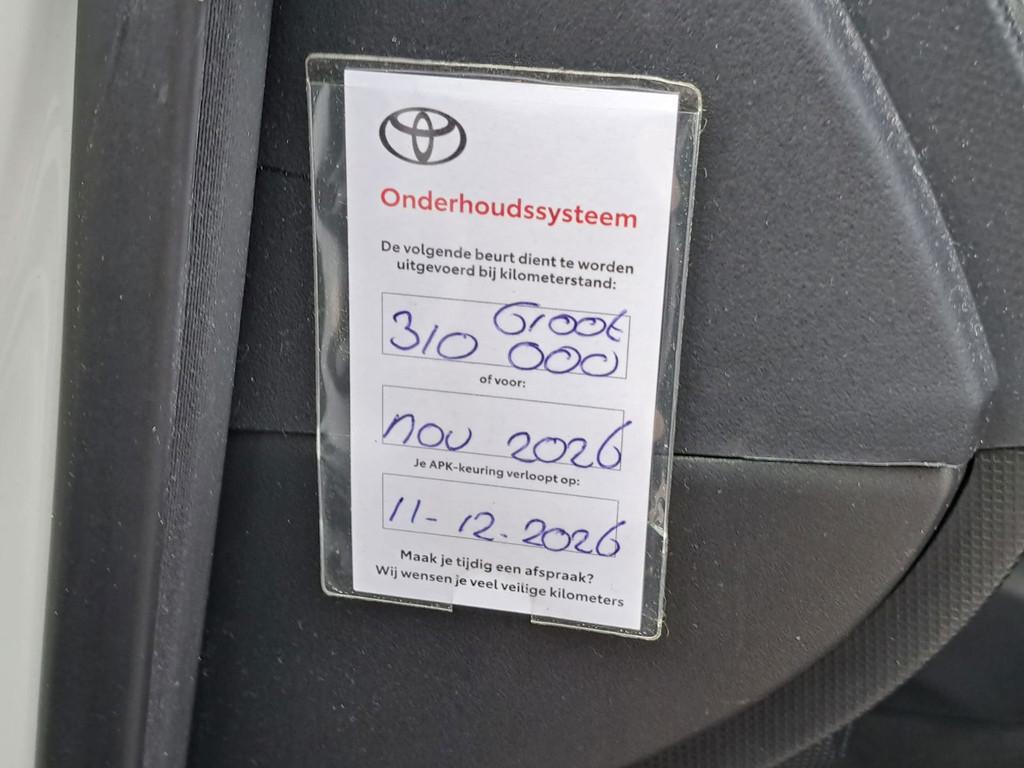 Onderhoudssysteem
De volgende beurt dient te worden
uitgevoerd bij kilometerstand:
Groot
310 000
of voor:
nov 2026
Je APK-keuring verloopt op:
11-12-2026
Maak je tijdig een afspraak?
Wij wensen je veel veilige kilometers